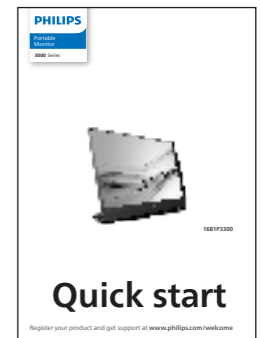 PHILIPS
Portable
Monitor
3000 Series
16B1P3300
Quick start
Register your product and get support at www.philips.com/welcome